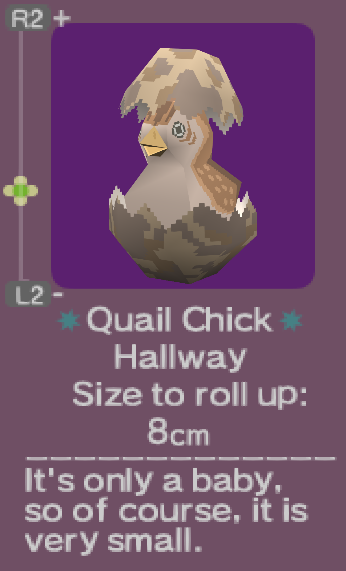 R2 +
L2 -
Quail Chick
Hallway
Size to roll up:
8cm
It's only a baby,
so of course, it is
very small.